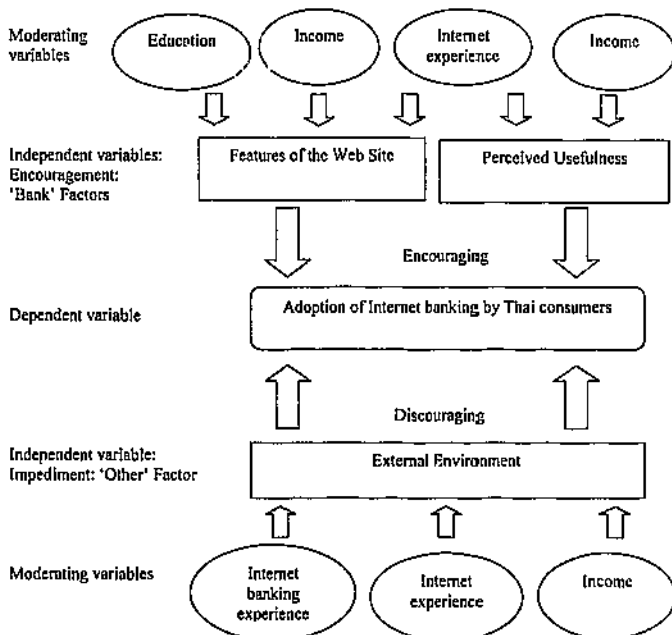 Moderating
variables
Education
Income
Internet
experience
Income
Independent variables:
Encouragement:
'Bank' Factors
Features of the Web Site
Perceived Usefulness
Encouraging
Dependent variable
Adoption of Internet banking by Thai consumers
Discouraging
Independent variable:
Impediment: 'Other' Factor
External Environment
Moderating variables
Internet
banking
experience
Internet
experience
Income